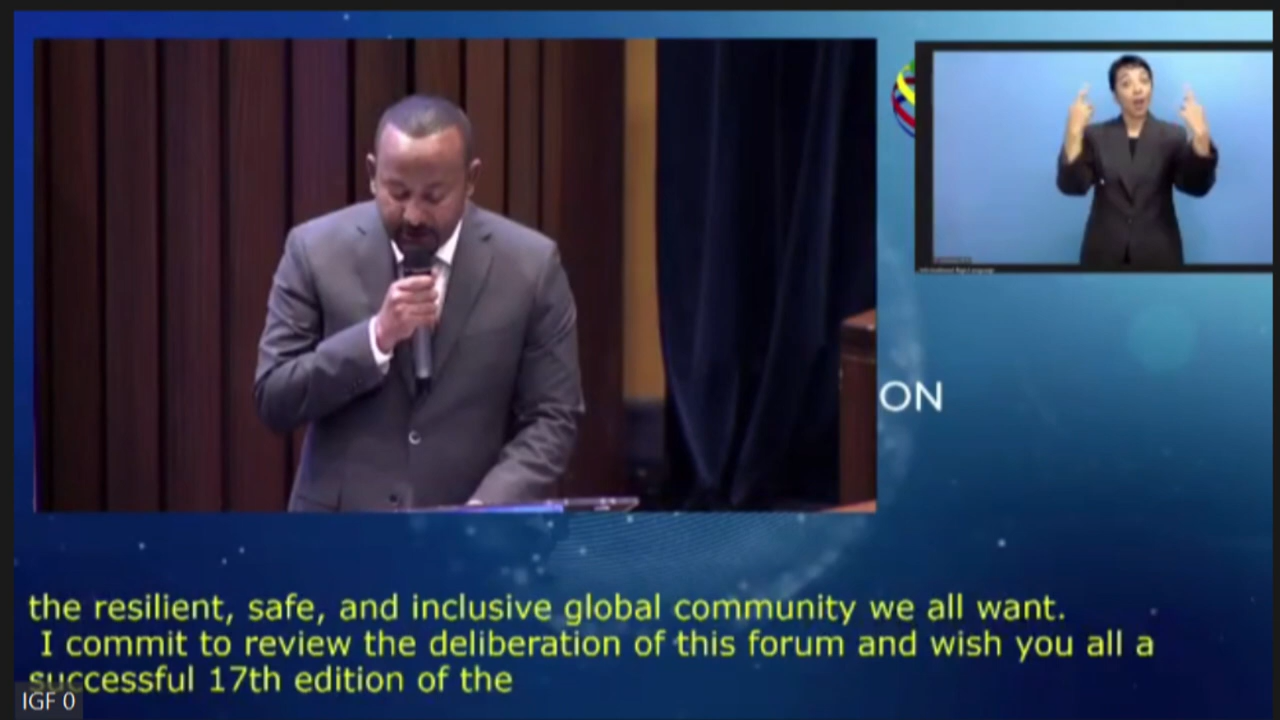 ON
the resilient, safe, and inclusive global community we all want.
I commit to review the deliberation of this forum and wish you all a
successful 17th edition of the
IGF 0